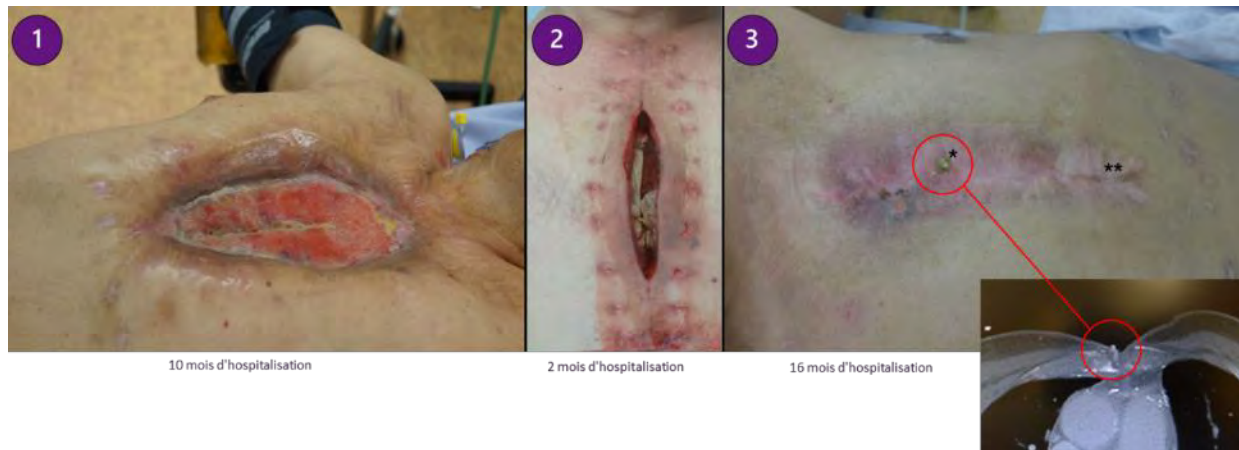 1
2
3
*
**
10 mois d'hospitalisation
2 mois d'hospitalisation
16 mois d'hospitalisation